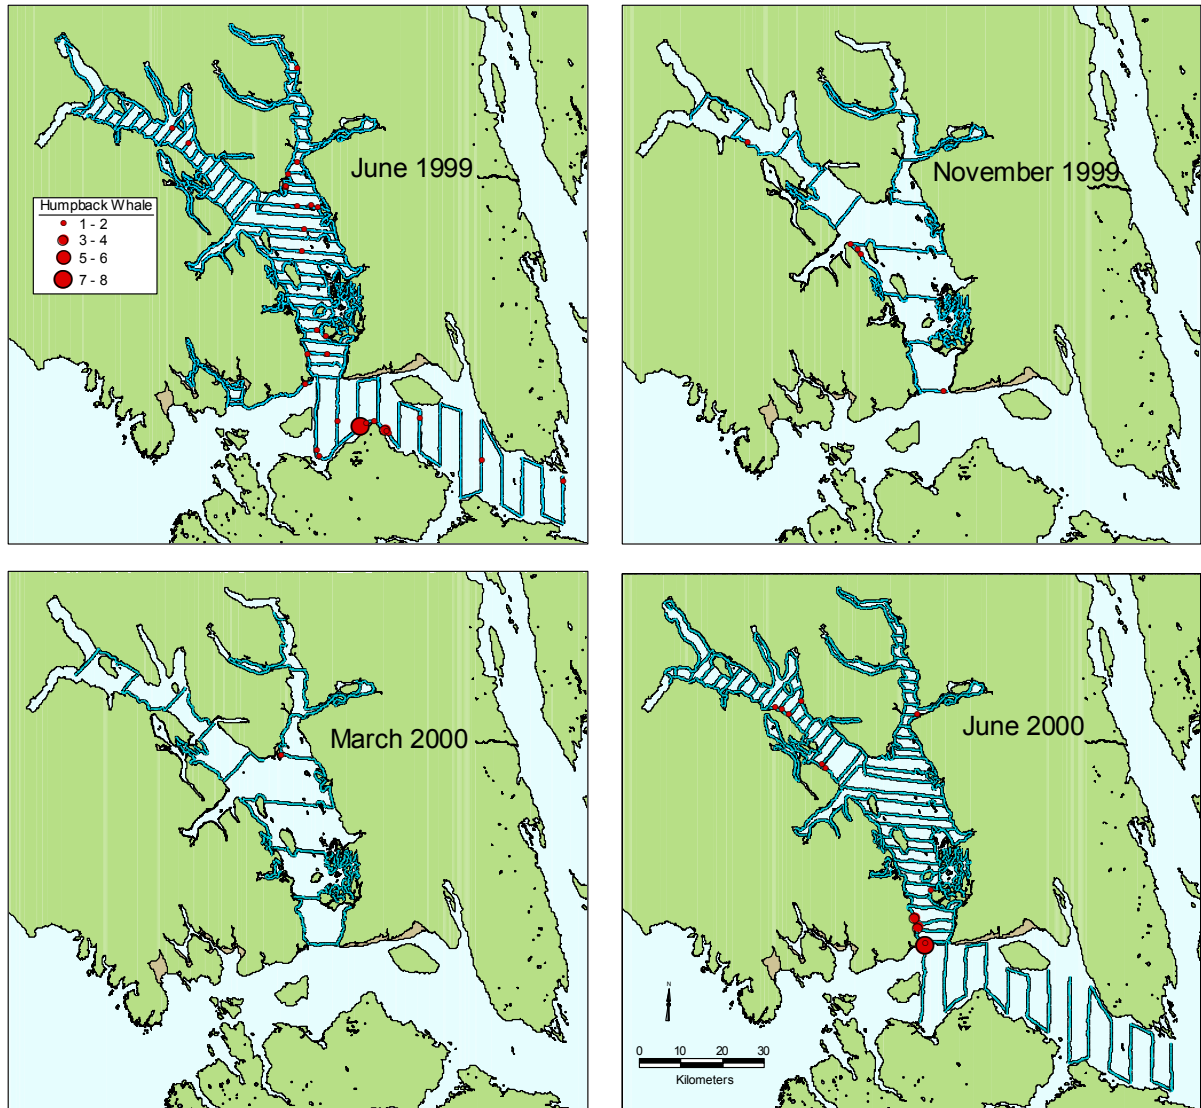 June 1999
Humpback Whale
1 - 2
3 - 4
5 - 6
7 - 8
November 1999
March 2000
June 2000
N
0 10 20 30
Kilometers